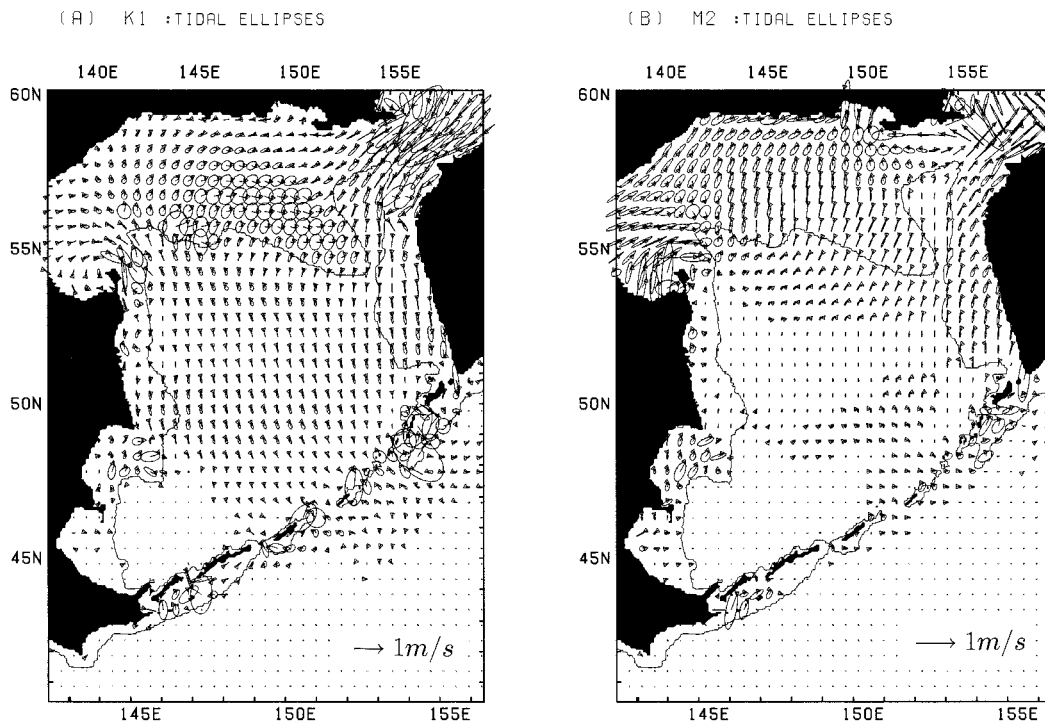 (A) K1 :TIDAL ELLIPSES
140E 145E 150E 155E
60N
55N
50N
45N
→ 1m/s
145E 150E 155E
(B) M2 :TIDAL ELLIPSES
140E 145E 150E 155E
60N
55N
50N
45N
→ 1m/s
145E 150E 155E